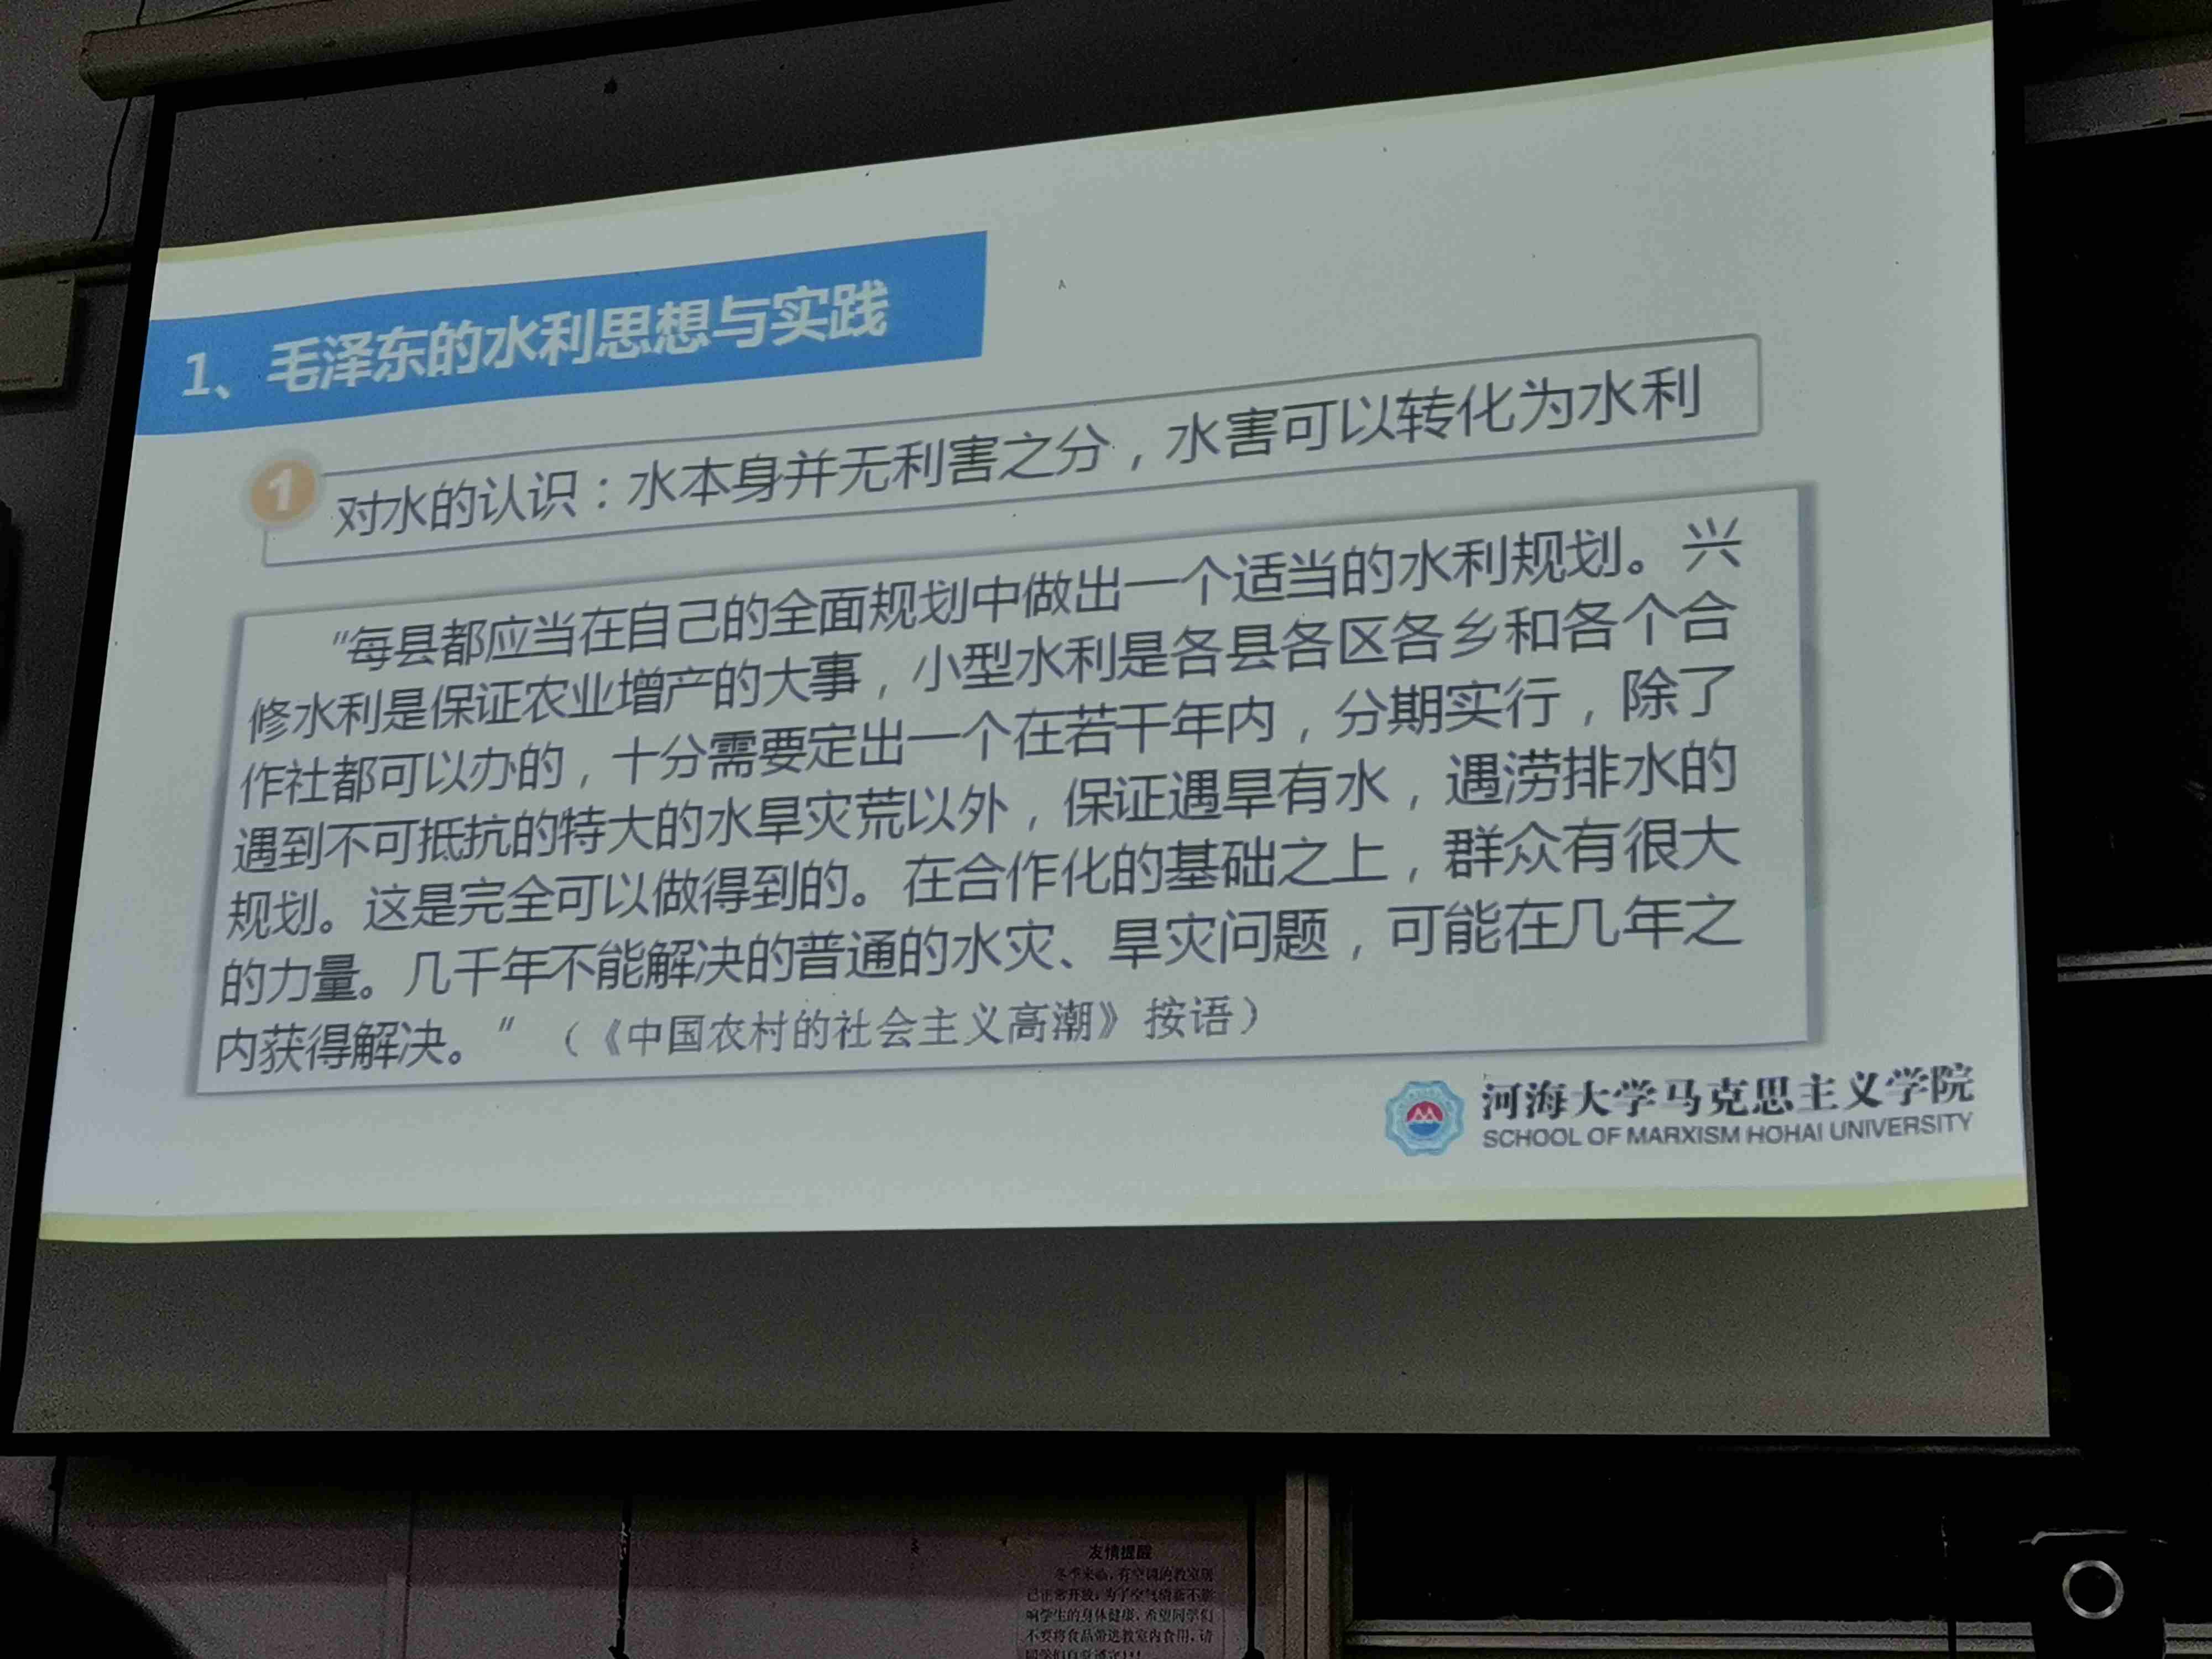 1、毛泽东的水利思想与实践
1
对水的认识：水本身并无利害之分，水害可以转化为水利
“每县都应当在自己的全面规划中做出一个适当的水利规划。兴
修水利是保证农业增产的大事，小型水利是各县各区各乡和各个合
作社都可以办的，十分需要定出一个在若干年内，分期实行，除了
遇到不可抵抗的特大的水旱灾荒以外，保证遇旱有水，遇涝排水的
规划。这是完全可以做得到的。在合作化的基础之上，群众有很大
的力量。几千年不能解决的普通的水灾、旱灾问题，可能在几年之
内获得解决。”（《中国农村的社会主义高潮》按语）
河海大学马克思主义学院
SCHOOL OF MARXISM HOHAI UNIVERSITY
友情提醒
冬季来临，有空调的教室现
已正常开放，为了空气清新不影
响学生的身体健康，希望同学们
不要将食品带进教室内食用，请
同学们自觉遵守!!!